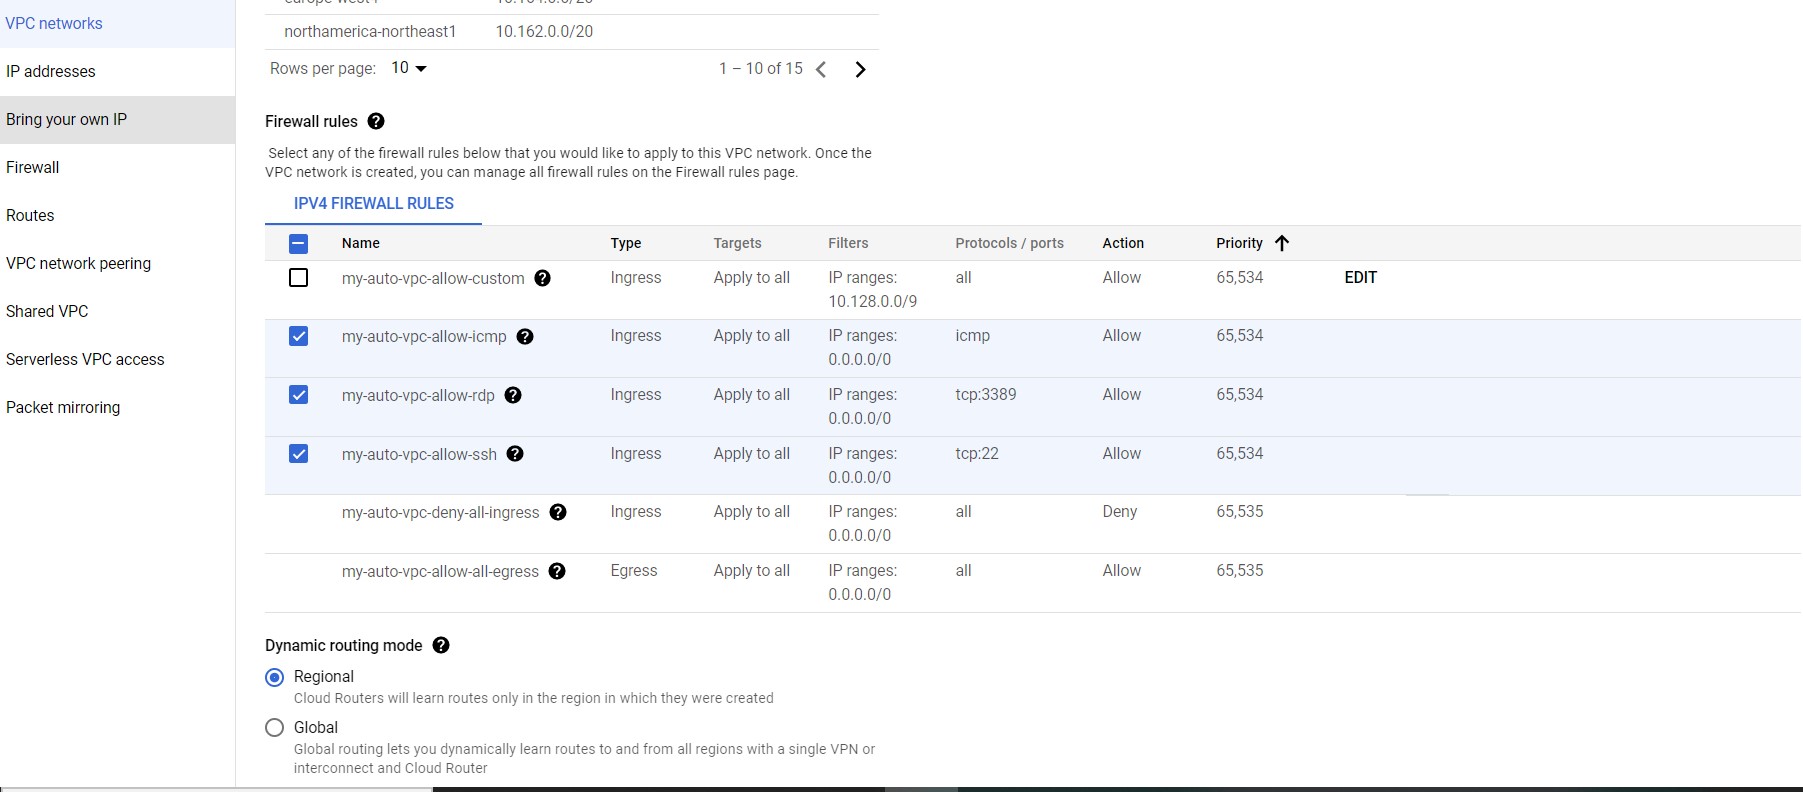 VPC networks
IP addresses
Bring your own IP
Firewall
Routes
VPC network peering
Shared VPC
Serverless VPC access
Packet mirroring
northamerica-northeast1 10.162.0.0/20
Rows per page: 10 1 – 10 of 15
Firewall rules
Select any of the firewall rules below that you would like to apply to this VPC network. Once the
VPC network is created, you can manage all firewall rules on the Firewall rules page.
IPV4 FIREWALL RULES
Name Type Targets Filters Protocols / ports Action Priority
my-auto-vpc-allow-custom Ingress Apply to all IP ranges: all Allow 65,534 EDIT
10.128.0.0/9
my-auto-vpc-allow-icmp Ingress Apply to all IP ranges: icmp Allow 65,534
0.0.0.0/0
my-auto-vpc-allow-rdp Ingress Apply to all IP ranges: tcp:3389 Allow 65,534
0.0.0.0/0
my-auto-vpc-allow-ssh Ingress Apply to all IP ranges: tcp:22 Allow 65,534
0.0.0.0/0
my-auto-vpc-deny-all-ingress Ingress Apply to all IP ranges: all Deny 65,535
0.0.0.0/0
my-auto-vpc-allow-all-egress Egress Apply to all IP ranges: all Allow 65,535
0.0.0.0/0
Dynamic routing mode
Regional
Cloud Routers will learn routes only in the region in which they were created
Global
Global routing lets you dynamically learn routes to and from all regions with a single VPN or
interconnect and Cloud Router